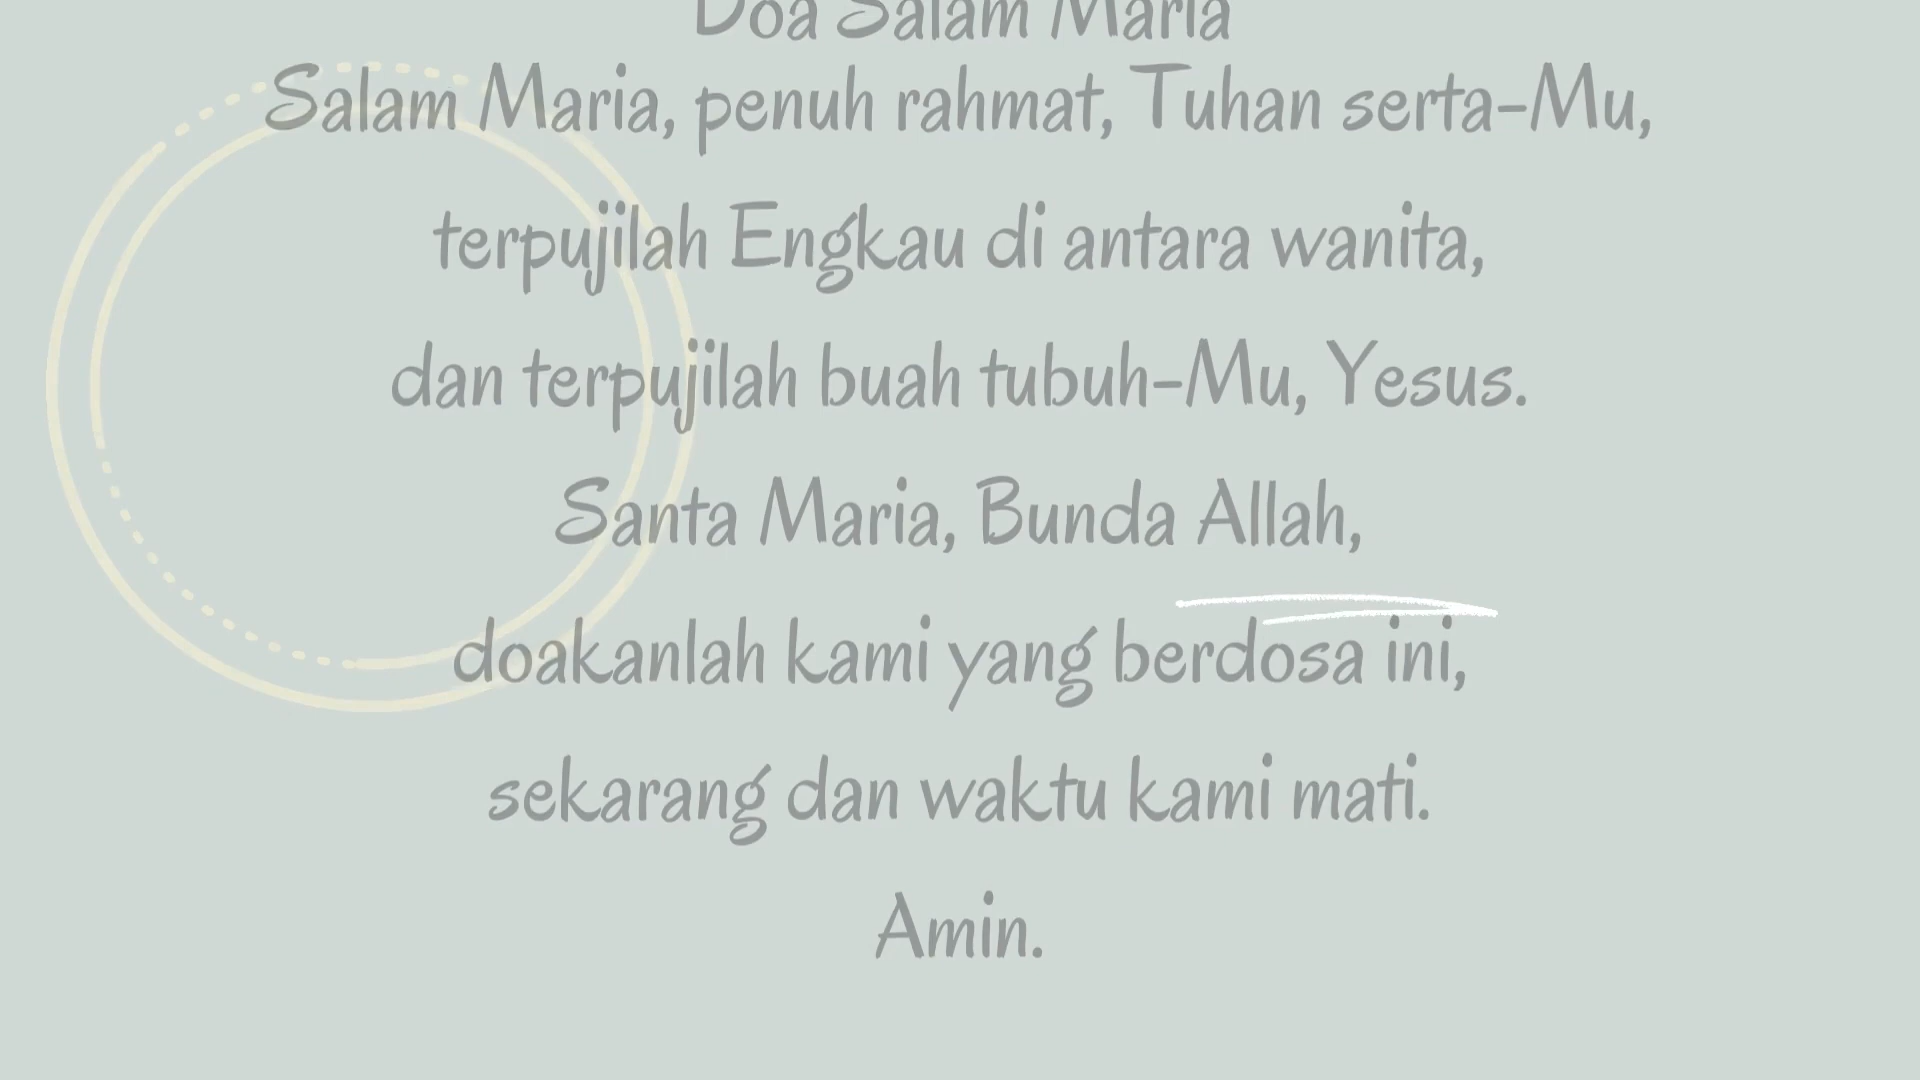 Doa Salam Maria
Salam Maria, penuh rahmat, Tuhan serta-Mu,
terpujilah Engkau di antara wanita,
dan terpujilah buah tubuh-Mu, Yesus.
Santa Maria, Bunda Allah,
doakanlah kami yang berdosa ini,
sekarang dan waktu kami mati.
Amin.